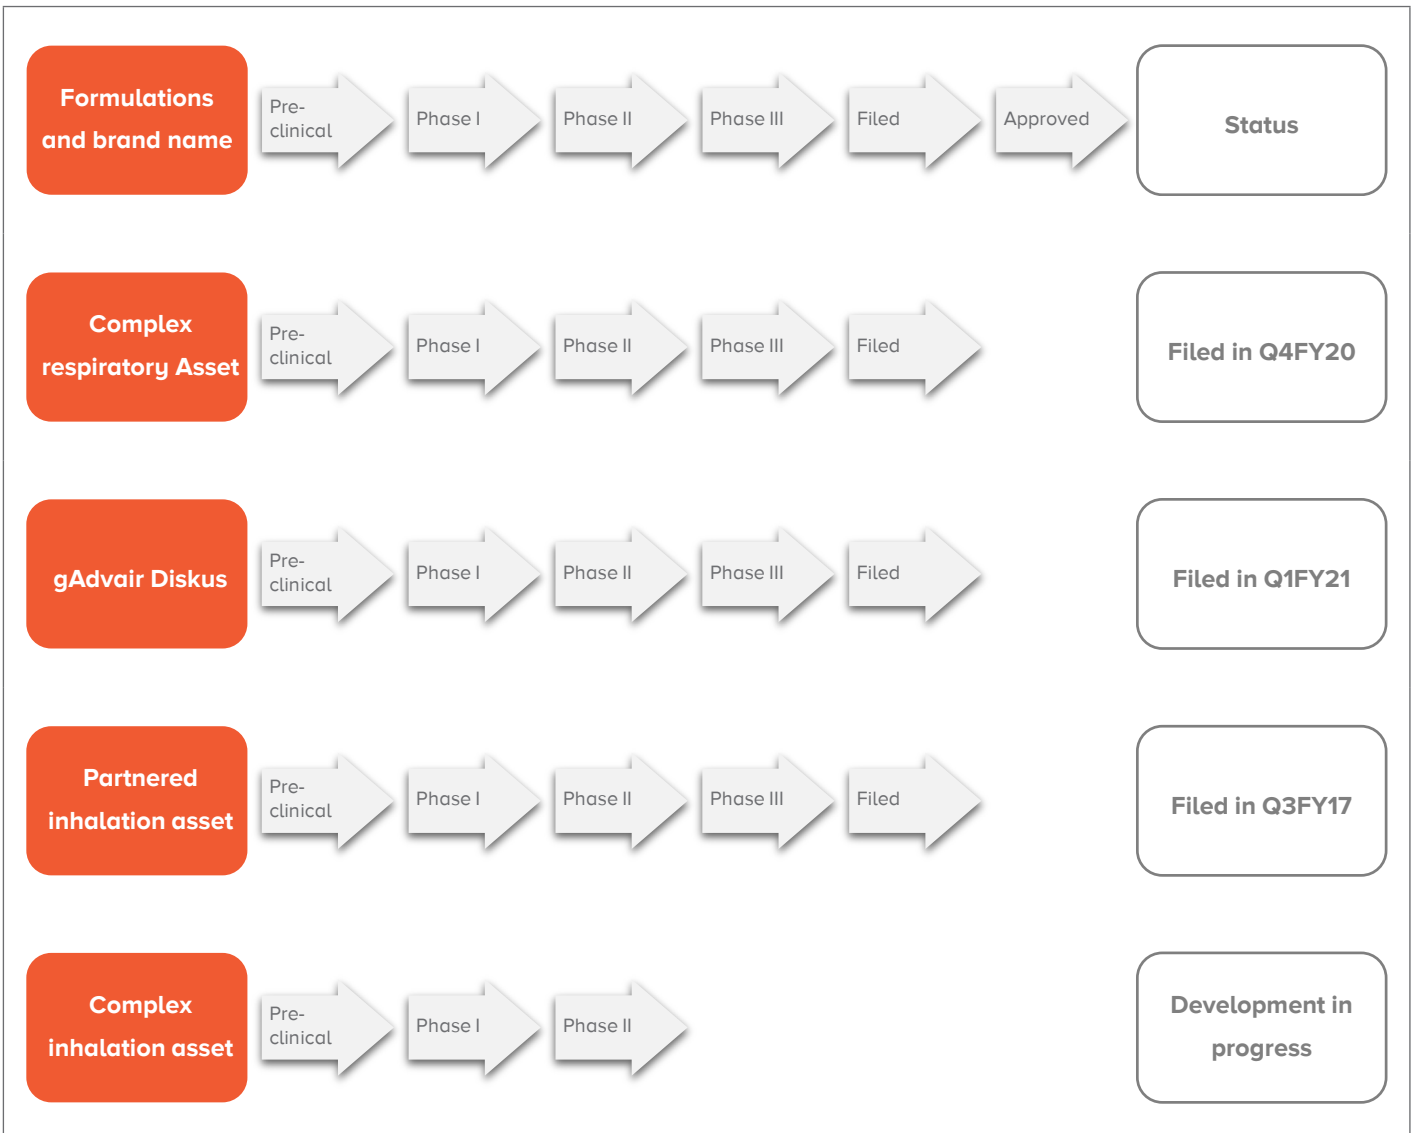 Formulations
and brand name
Pre-
clinical
Phase I
Phase II
Phase III
Filed
Approved
Status
Complex
respiratory Asset
Pre-
clinical
Phase I
Phase II
Phase III
Filed
Filed in Q4FY20
gAdvair Diskus
Pre-
clinical
Phase I
Phase II
Phase III
Filed
Filed in Q1FY21
Partnered
inhalation asset
Pre-
clinical
Phase I
Phase II
Phase III
Filed
Filed in Q3FY17
Complex
inhalation asset
Pre-
clinical
Phase I
Phase II
Development in
progress